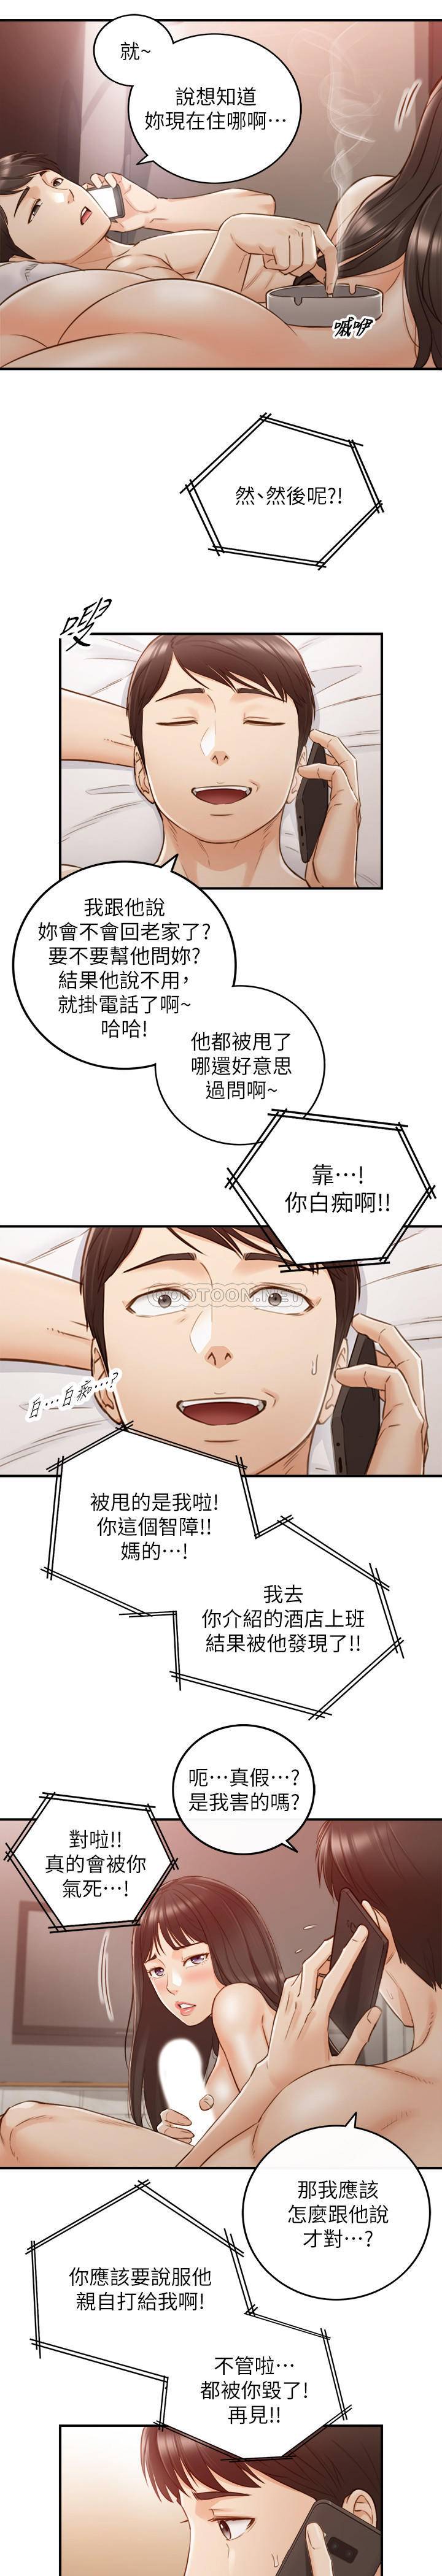 就~
說想知道
妳現在住哪啊⋯
嘁咿
然、然後呢?!
我跟他說
妳會不會回老家了?
要不要幫他問妳?
結果他說不用，
就掛電話了啊~
哈哈!
他都被甩了
哪還好意思
過問啊~
靠⋯!
你白痴啊!!
TOOTOON.NET
白⋯白痴⋯?
被甩的是我啦!
你這個智障!!
媽的⋯!
我去
你介紹的酒店上班
結果被他發現了!!
呃⋯真假⋯?
是我害的嗎?
對啦!!
真的會被你
氣死⋯!
那我應該
怎麼跟他說
才對⋯?
你應該要說服他
親自打給我啊!
不管啦⋯
都被你毀了!
再見!!